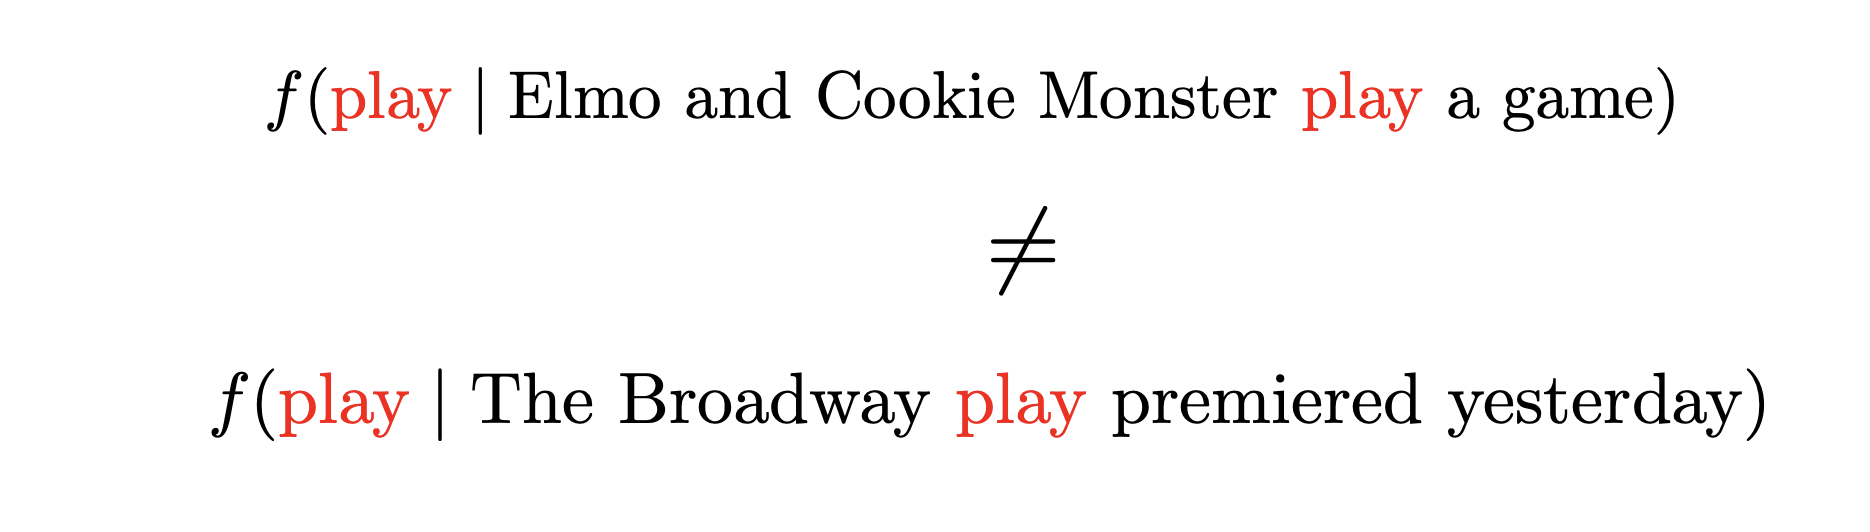 f(play | Elmo and Cookie Monster play a game)
≠
f(play | The Broadway play premiered yesterday)